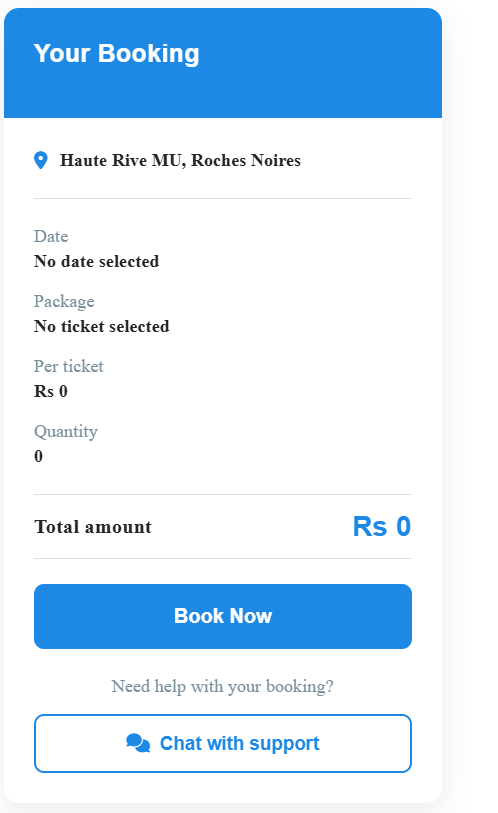 Your Booking
Haute Rive MU, Roches Noires
Date
No date selected
Package
No ticket selected
Per ticket
Rs 0
Quantity
0
Total amount
Rs 0
Book Now
Need help with your booking?
Chat with support